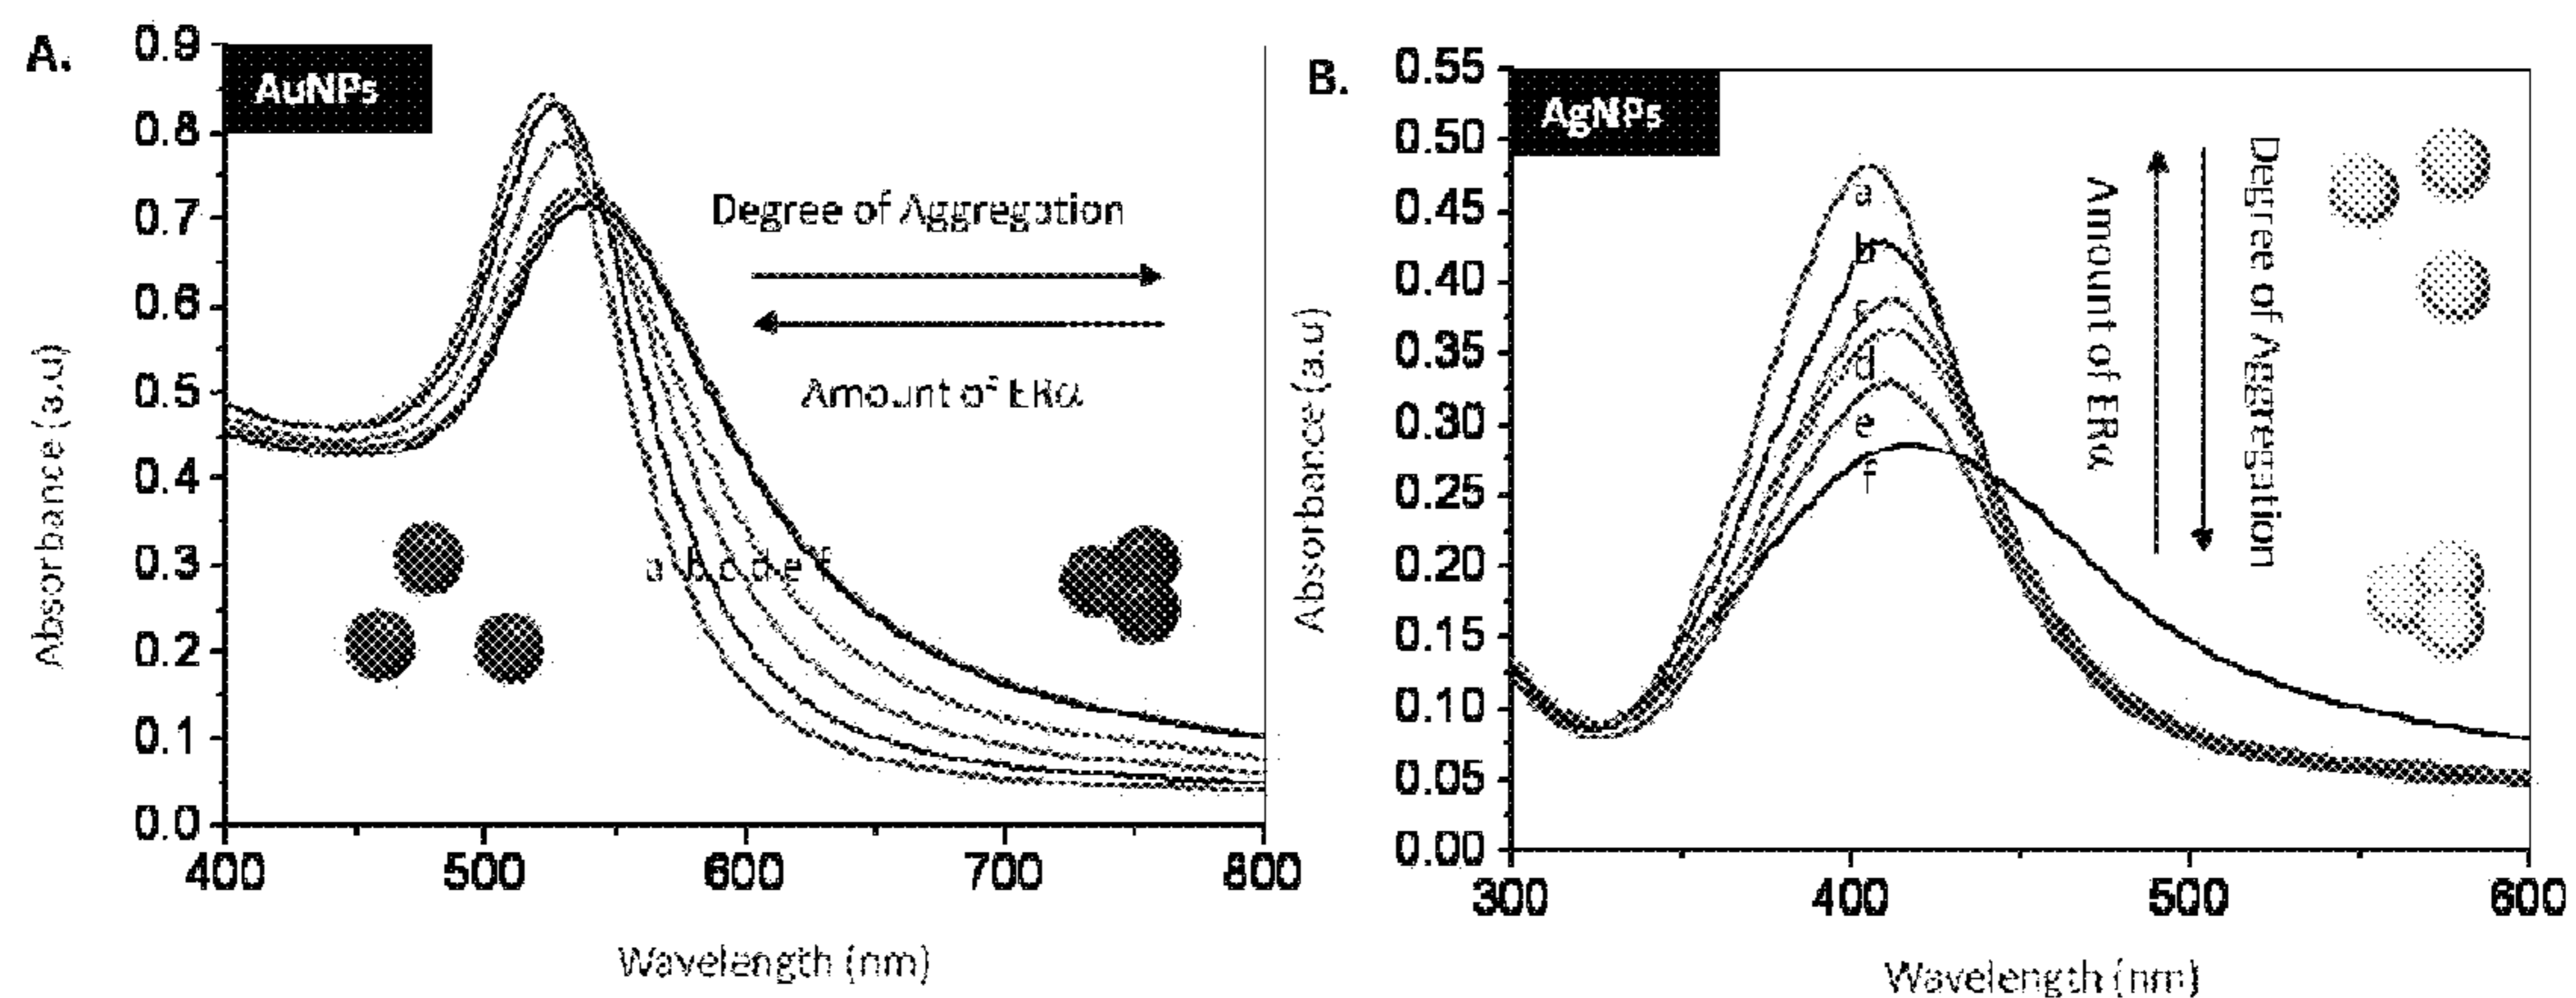 A.
AuNPs
0.9
0.8
0.7
0.6
0.5
0.4
0.3
0.2
0.1
0.0
400 500 600 700 800
Absorbance (a.u)
Wavelength (nm)
Degree of Aggregation
Amount of ERα
a b c d e f
B.
AgNPs
0.55
0.50
0.45
0.40
0.35
0.30
0.25
0.20
0.15
0.10
0.05
0.00
300 400 500 600
Absorbance (a.u)
Wavelength (nm)
a
b
c
d
e
f
Amount of ERα
Degree of Aggregation